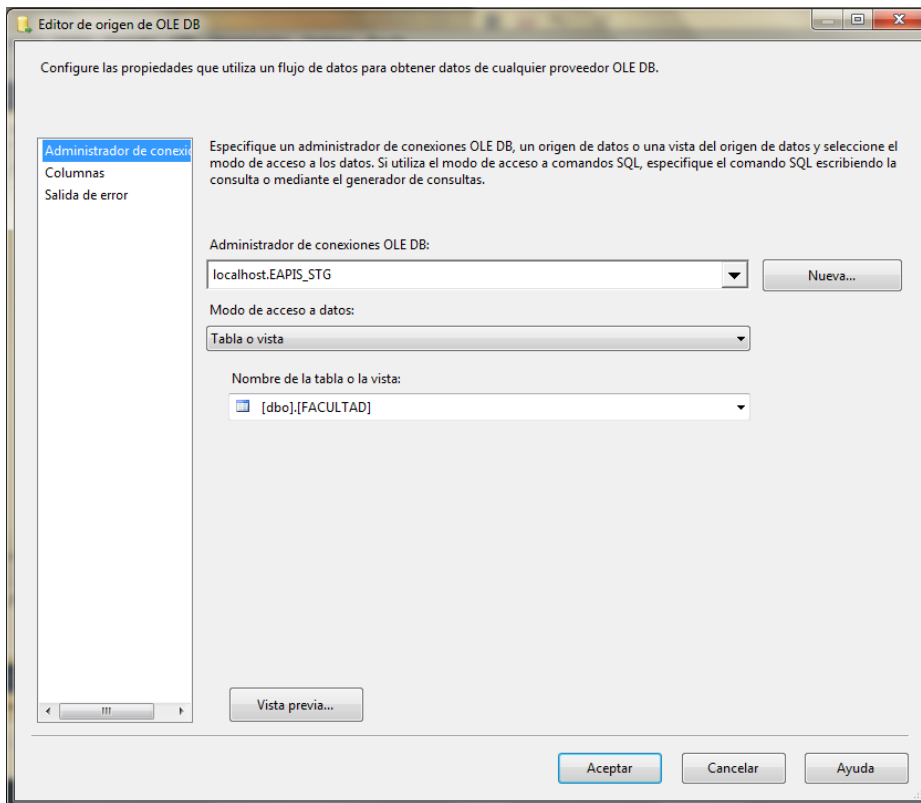 Editor de origen de OLE DB
Configure las propiedades que utiliza un flujo de datos para obtener datos de cualquier proveedor OLE DB.
Administrador de conexio
Columnas
Salida de error
Especifique un administrador de conexiones OLE DB, un origen de datos o una vista del origen de datos y seleccione el
modo de acceso a los datos. Si utiliza el modo de acceso a comandos SQL, especifique el comando SQL escribiendo la
consulta o mediante el generador de consultas.
Administrador de conexiones OLE DB:
localhost.EAPIS_STG
Nueva...
Modo de acceso a datos:
Tabla o vista
Nombre de la tabla o la vista:
[dbo].[FACULTAD]
Vista previa...
Aceptar
Cancelar
Ayuda